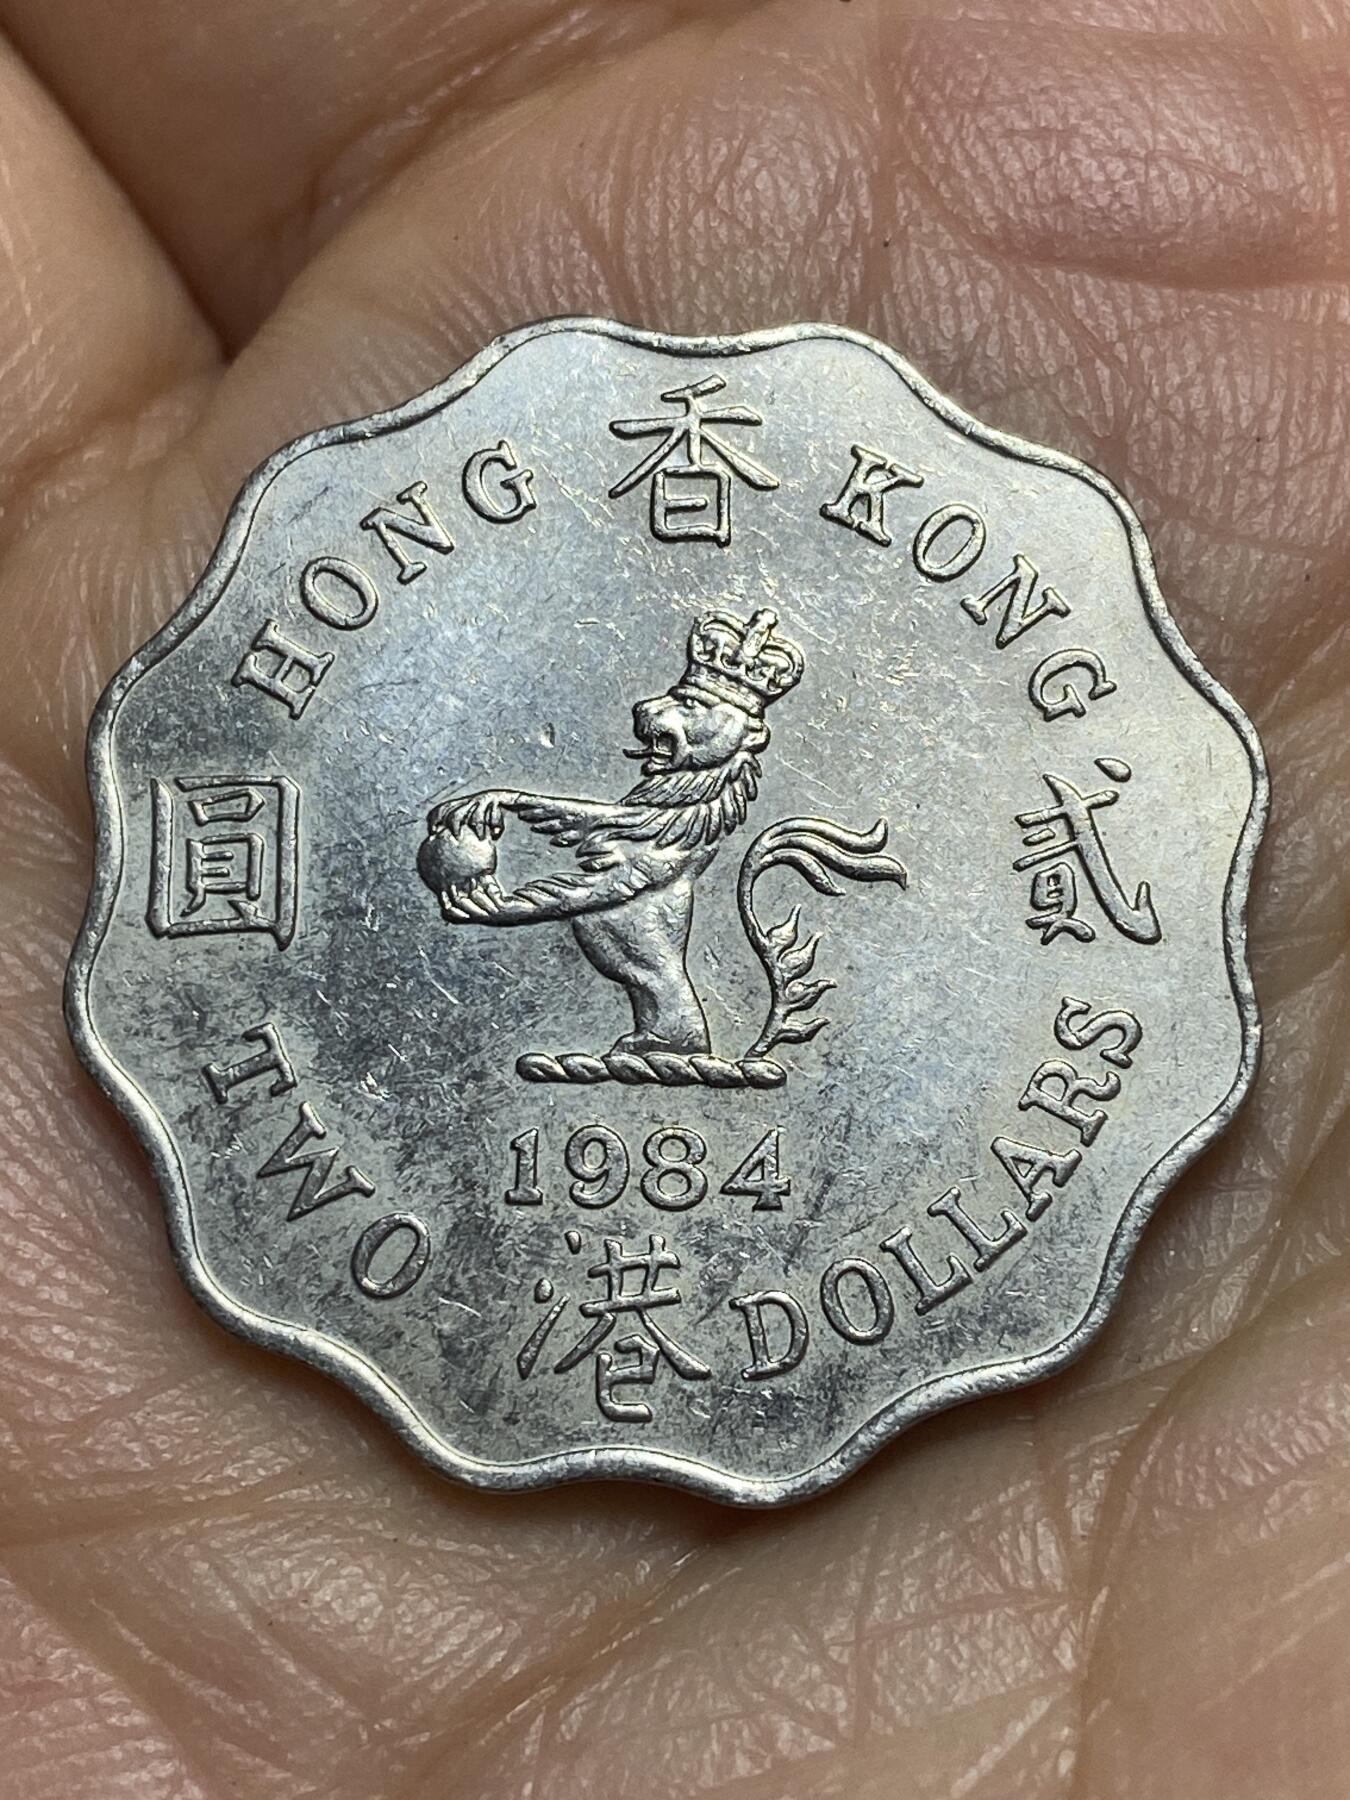 HONG 香 KONG
圓 貳
1984
TWO 港 DOLLARS